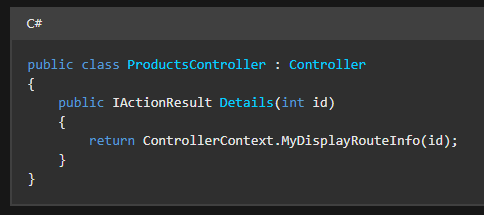 C#
public class ProductsController : Controller
{
    public IActionResult Details(int id)
    {
        return ControllerContext.MyDisplayRouteInfo(id);
    }
}